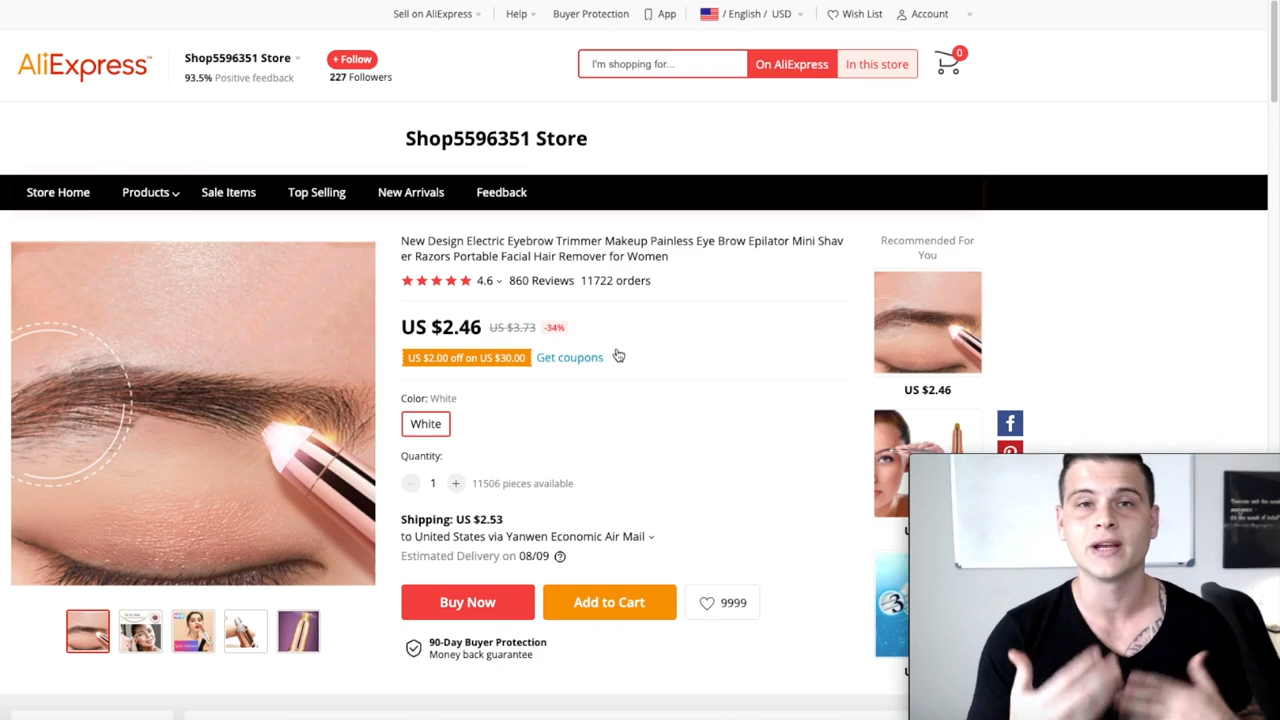 Sell on AliExpress
Help
Buyer Protection
App
/ English / USD
Wish List
Account
AliExpress™
Shop5596351 Store
93.5% Positive feedback
+ Follow
227 Followers
I'm shopping for...
On AliExpress
In this store
0
Shop5596351 Store
Store Home
Products
Sale Items
Top Selling
New Arrivals
Feedback
New Design Electric Eyebrow Trimmer Makeup Painless Eye Brow Epilator Mini Shav
er Razors Portable Facial Hair Remover for Women
4.6
860 Reviews
11722 orders
US $2.46
US $3.73
-34%
US $2.00 off on US $30.00
Get coupons
Color: White
White
Quantity:
1
11506 pieces available
Shipping: US $2.53
to United States via Yanwen Economic Air Mail
Estimated Delivery on 08/09
Buy Now
Add to Cart
9999
90-Day Buyer Protection
Money back guarantee
Recommended For
You
US $2.46